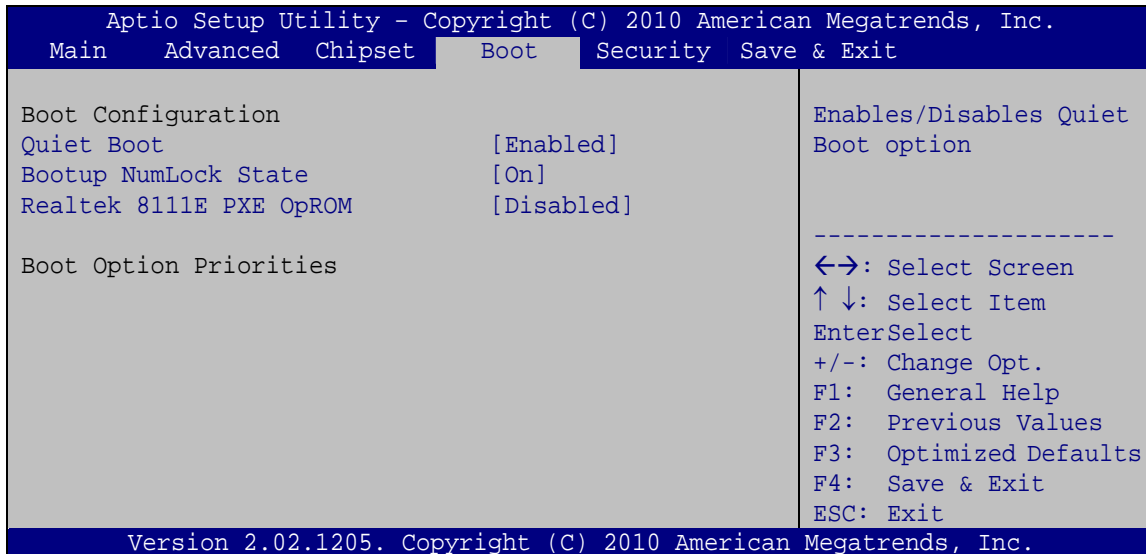 Aptio Setup Utility – Copyright (C) 2010 American Megatrends, Inc.
Main Advanced Chipset Boot Security Save & Exit
Boot Configuration
Quiet Boot [Enabled]
Bootup NumLock State [On]
Realtek 8111E PXE OpROM [Disabled]
Boot Option Priorities
Enables/Disables Quiet
Boot option
---------------------
←→: Select Screen
↑ ↓: Select Item
EnterSelect
+/-: Change Opt.
F1: General Help
F2: Previous Values
F3: Optimized Defaults
F4: Save & Exit
ESC: Exit
Version 2.02.1205. Copyright (C) 2010 American Megatrends, Inc.